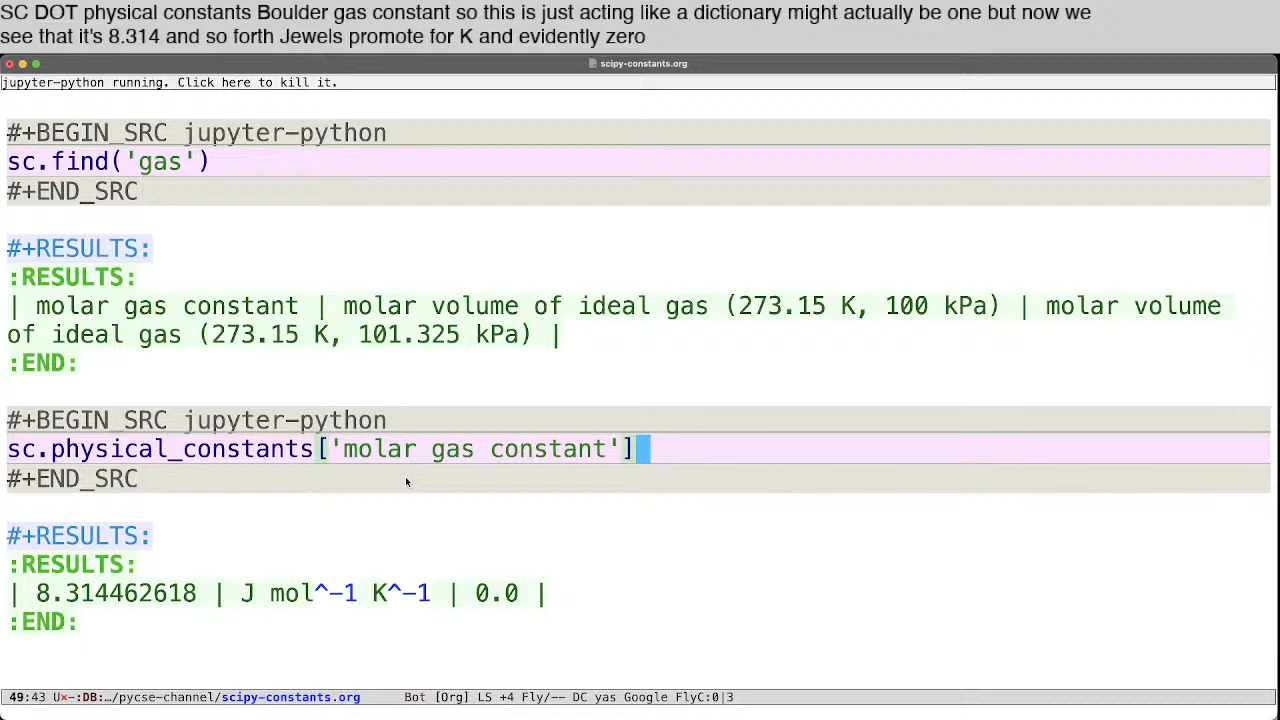 SC DOT physical constants Boulder gas constant so this is just acting like a dictionary might actually be one but now we
see that it's 8.314 and so forth Jewels promote for K and evidently zero
scipy-constants.org
jupyter-python running. Click here to kill it.
#+BEGIN_SRC jupyter-python
sc.find('gas')
#+END_SRC
#+RESULTS:
:RESULTS:
| molar gas constant | molar volume of ideal gas (273.15 K, 100 kPa) | molar volume
of ideal gas (273.15 K, 101.325 kPa) |
:END:
#+BEGIN_SRC jupyter-python
sc.physical_constants['molar gas constant']
#+END_SRC
#+RESULTS:
:RESULTS:
| 8.314462618 | J mol^-1 K^-1 | 0.0 |
:END:
49:43 U×-:DB:…/pycse-channel/scipy-constants.org Bot [Org] LS +4 Fly/-- DC yas Google FlyC:0|3